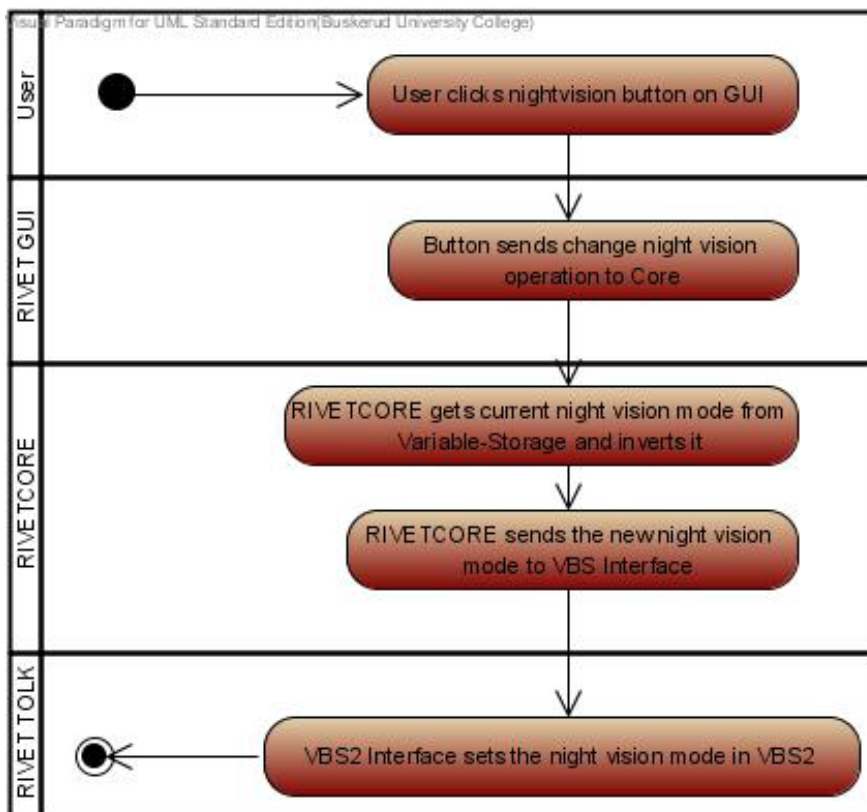 Visual Paradigm for UML Standard Edition(Buskerud University College)
User
User clicks nightvision button on GUI
RIVET GUI
Button sends change night vision
operation to Core
RIVETCORE
RIVETCORE gets current night vision mode from
Variable-Storage and inverts it
RIVETCORE sends the new night vision
mode to VBS Interface
RIVET TOLK
VBS2 Interface sets the night vision mode in VBS2